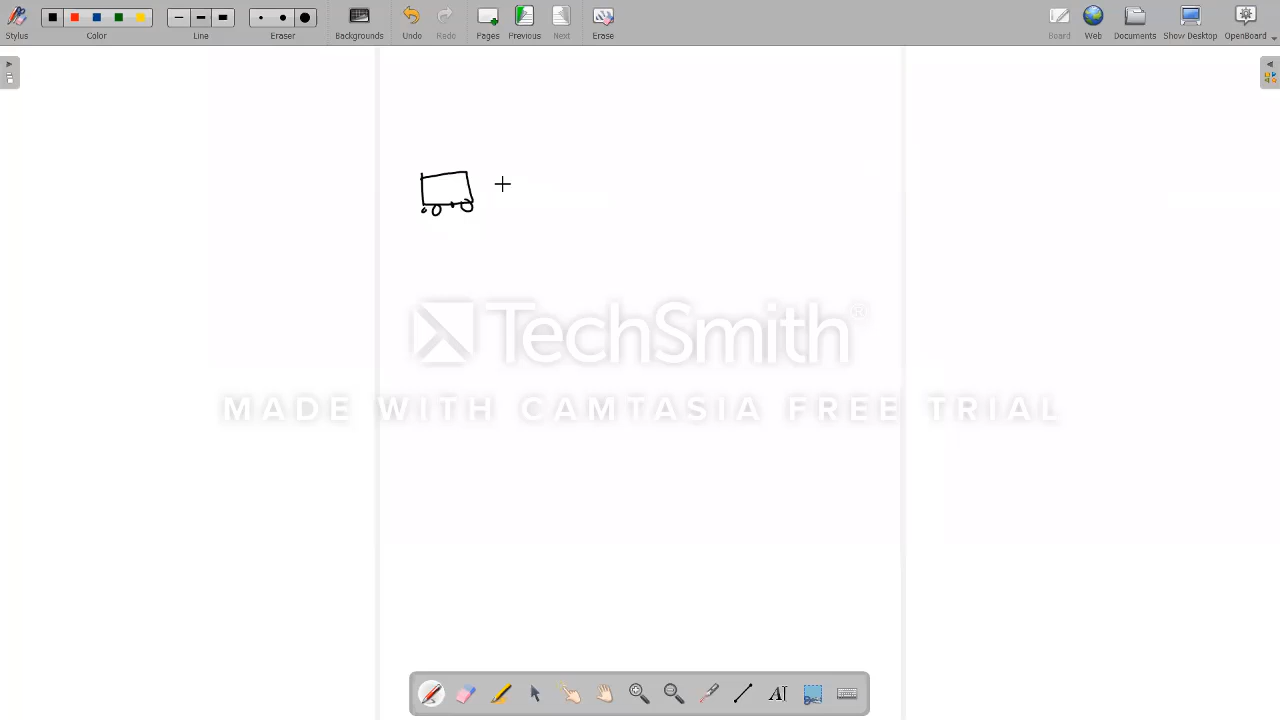 Stylus Color Line Eraser Backgrounds Undo Redo Pages Previous Next Erase Board Web Documents Show Desktop OpenBoard
TechSmith®
MADE WITH CAMTASIA FREE TRIAL
AI